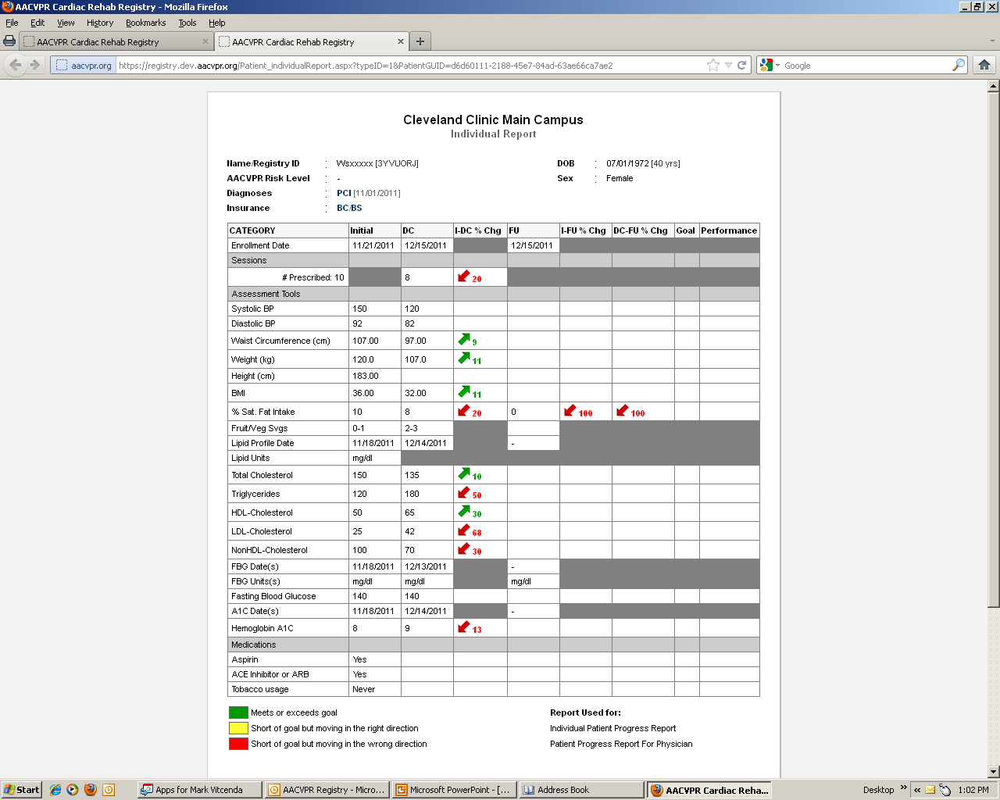 AACVPR Cardiac Rehab Registry - Mozilla Firefox
File Edit View History Bookmarks Tools Help
AACVPR Cardiac Rehab Registry AACVPR Cardiac Rehab Registry
aacvpr.org https://registry.dev.aacvpr.org/Patient_individualReport.aspx?typeID=1&PatientGUID=d6d60111-2188-45e7-84ad-63ae66ca7ae2 Google
Cleveland Clinic Main Campus
Individual Report
Name/Registry ID : Wsxxxxx [3YVUORJ] DOB : 07/01/1972 [40 yrs]
AACVPR Risk Level : - Sex : Female
Diagnoses : PCI [11/01/2011]
Insurance : BC/BS
CATEGORY Initial DC I-DC % Chg FU I-FU % Chg DC-FU % Chg Goal Performance
Enrollment Date 11/21/2011 12/15/2011 12/15/2011
Sessions
# Prescribed: 10 8 20
Assessment Tools
Systolic BP 150 120
Diastolic BP 92 82
Waist Circumference (cm) 107.00 97.00 9
Weight (kg) 120.0 107.0 11
Height (cm) 183.00
BMI 36.00 32.00 11
% Sat. Fat Intake 10 8 20 0 100 100
Fruit/Veg Svgs 0-1 2-3
Lipid Profile Date 11/18/2011 12/14/2011 -
Lipid Units mg/dl
Total Cholesterol 150 135 10
Triglycerides 120 180 50
HDL-Cholesterol 50 65 30
LDL-Cholesterol 25 42 68
NonHDL-Cholesterol 100 70 30
FBG Date(s) 11/18/2011 12/13/2011 -
FBG Units(s) mg/dl mg/dl mg/dl
Fasting Blood Glucose 140 140
A1C Date(s) 11/18/2011 12/14/2011 -
Hemoglobin A1C 8 9 13
Medications
Aspirin Yes
ACE Inhibitor or ARB Yes
Tobacco usage Never
Meets or exceeds goal Report Used for:
Short of goal but moving in the right direction Individual Patient Progress Report
Short of goal but moving in the wrong direction Patient Progress Report For Physician
Start Apps for Mark Vitcenda AACVPR Registry - Micro... Microsoft PowerPoint - [... Address Book AACVPR Cardiac Reha... Desktop 1:02 PM